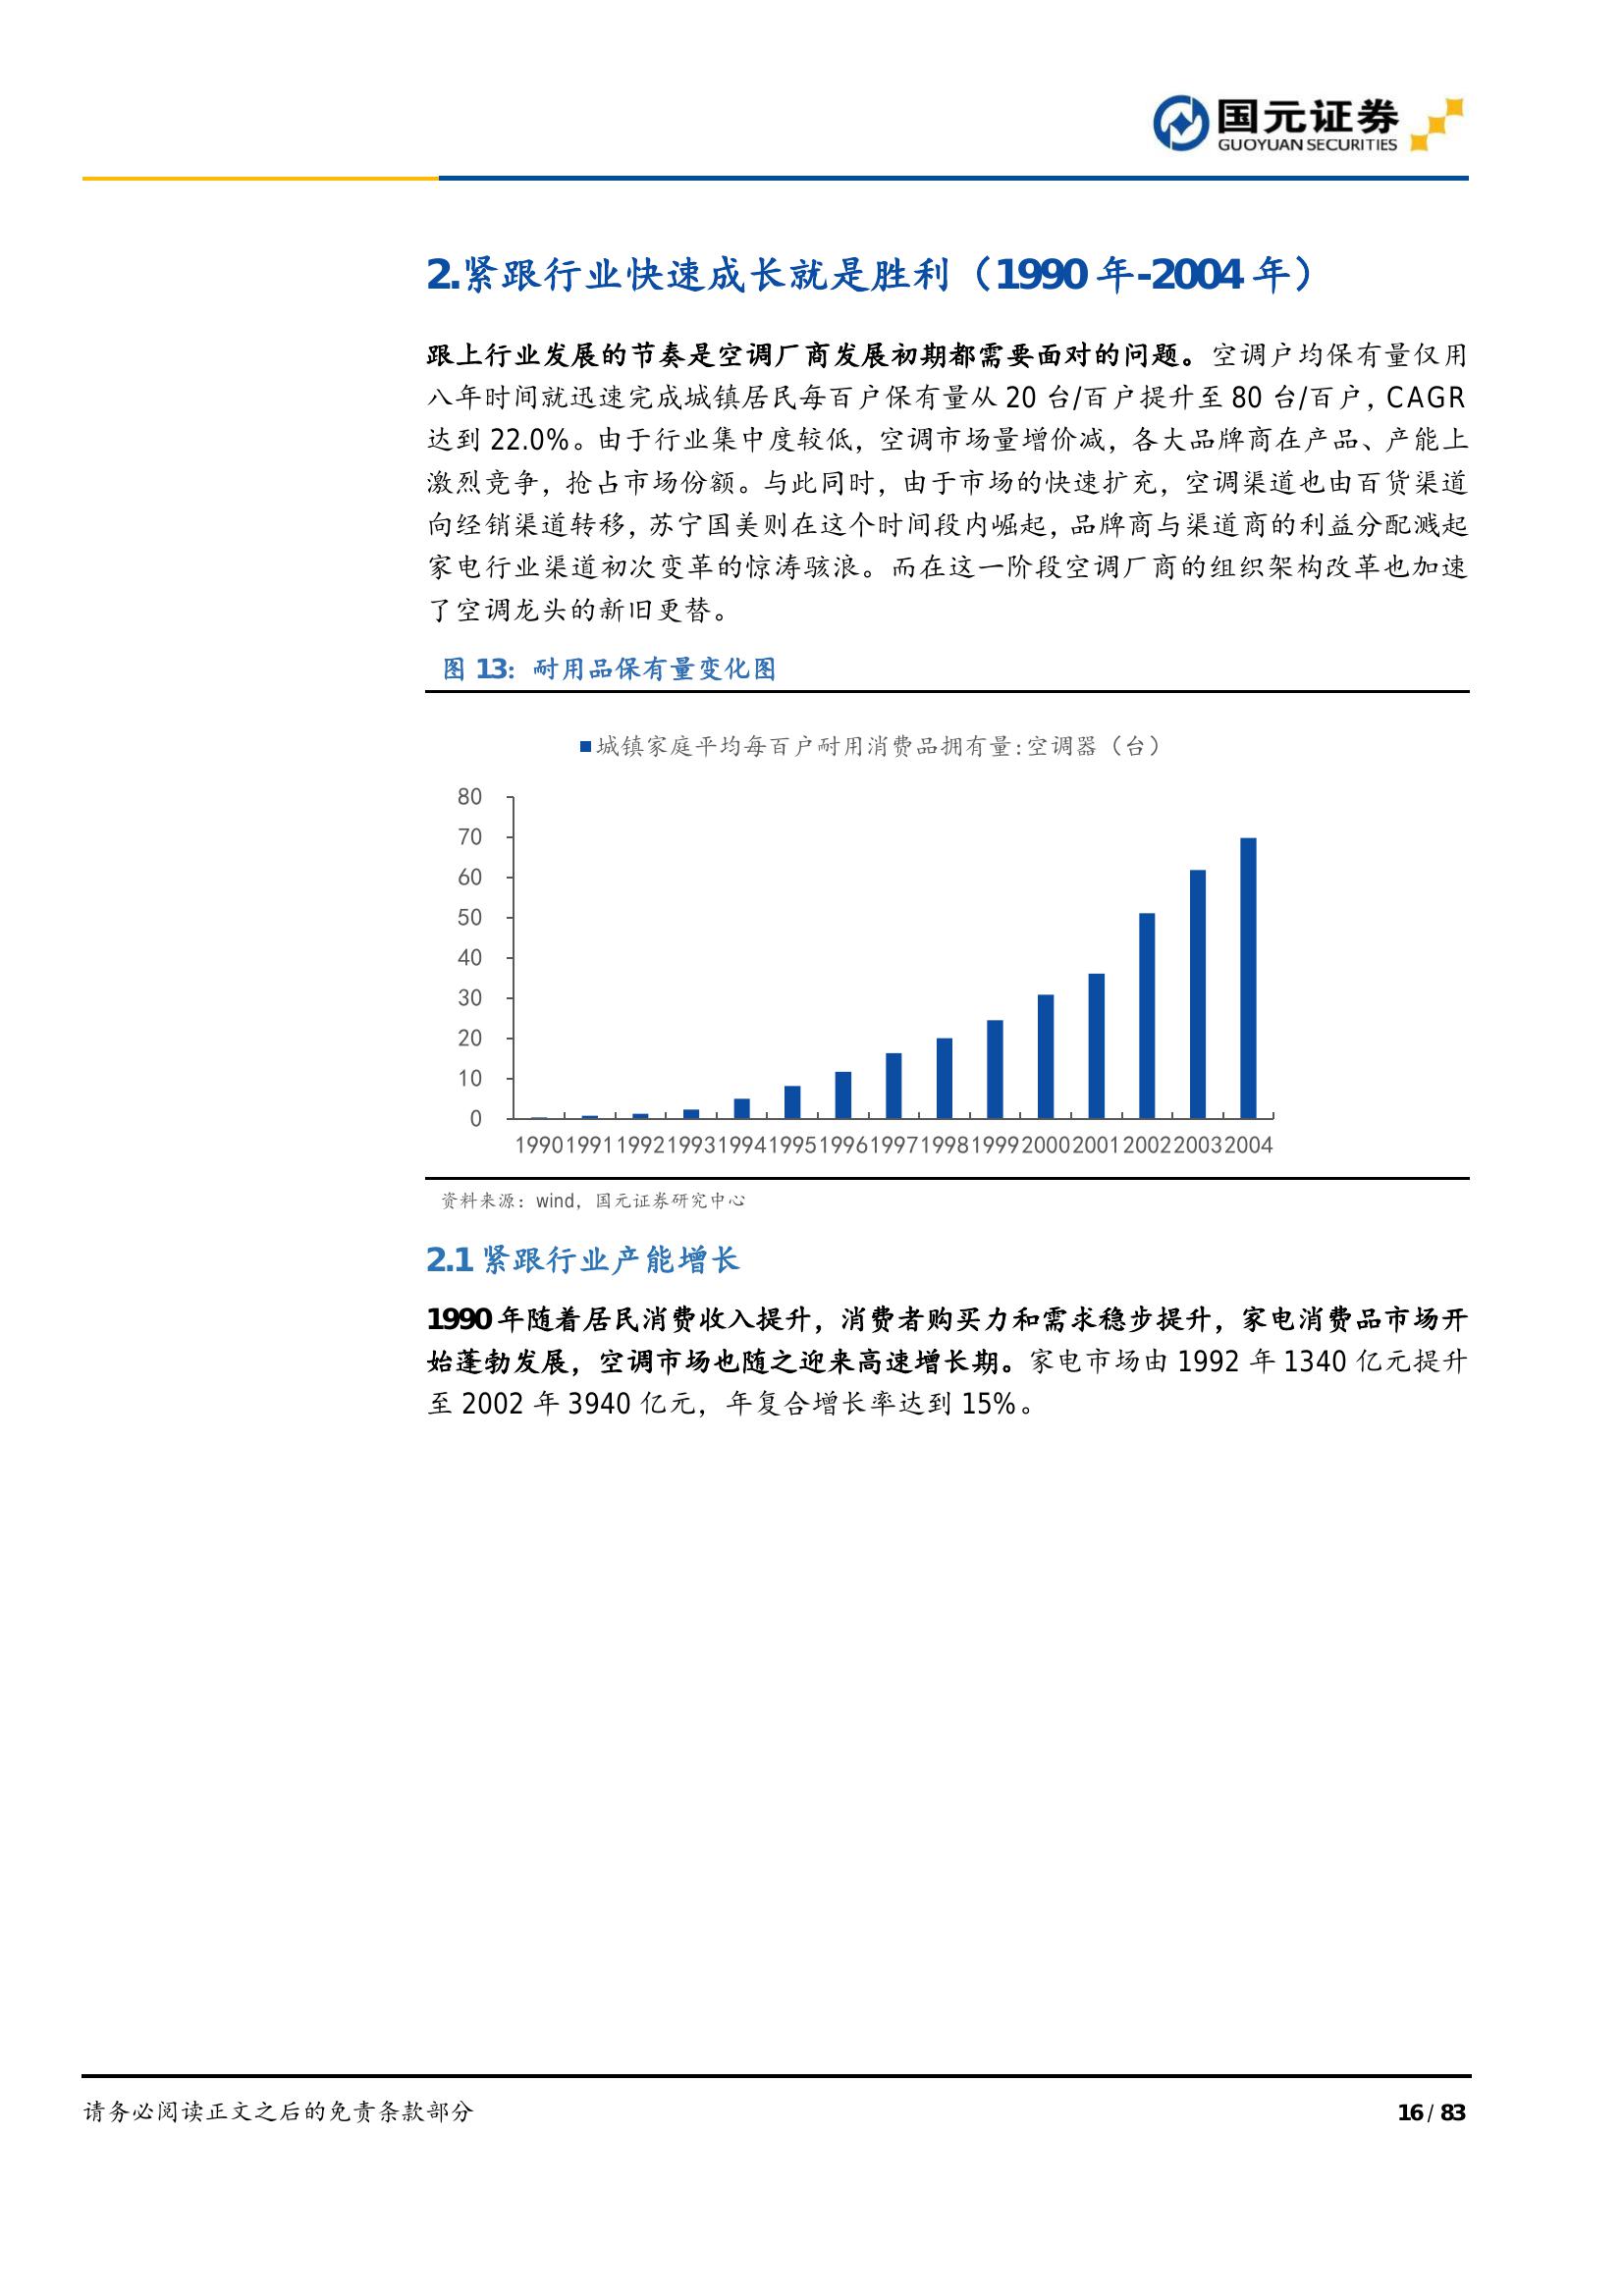 国元证券
GUOYUAN SECURITIES
2.紧跟行业快速成长就是胜利（1990 年-2004 年）
跟上行业发展的节奏是空调厂商发展初期都需要面对的问题。空调户均保有量仅用
八年时间就迅速完成城镇居民每百户保有量从 20 台/百户提升至 80 台/百户，CAGR
达到 22.0%。由于行业集中度较低，空调市场量增价减，各大品牌商在产品、产能上
激烈竞争，抢占市场份额。与此同时，由于市场的快速扩充，空调渠道也由百货渠道
向经销渠道转移，苏宁国美则在这个时间段内崛起，品牌商与渠道商的利益分配溅起
家电行业渠道初次变革的惊涛骇浪。而在这一阶段空调厂商的组织架构改革也加速
了空调龙头的新旧更替。
图 13：耐用品保有量变化图
城镇家庭平均每百户耐用消费品拥有量:空调器（台）
80
70
60
50
40
30
20
10
0
1990 1991 1992 1993 1994 1995 1996 1997 1998 1999 2000 2001 2002 2003 2004
资料来源：wind，国元证券研究中心
2.1 紧跟行业产能增长
1990 年随着居民消费收入提升，消费者购买力和需求稳步提升，家电消费品市场开
始蓬勃发展，空调市场也随之迎来高速增长期。家电市场由 1992 年 1340 亿元提升
至 2002 年 3940 亿元，年复合增长率达到 15%。
请务必阅读正文之后的免责条款部分
16 / 83